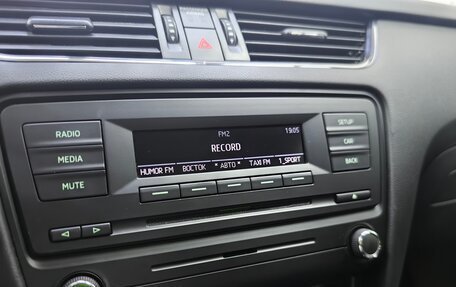 FM2
19:05
RECORD
HUMOR FM ВОСТОК * АВТО * TAXI FM 1_SPORT
RADIO
MEDIA
MUTE
SETUP
CAR
BACK